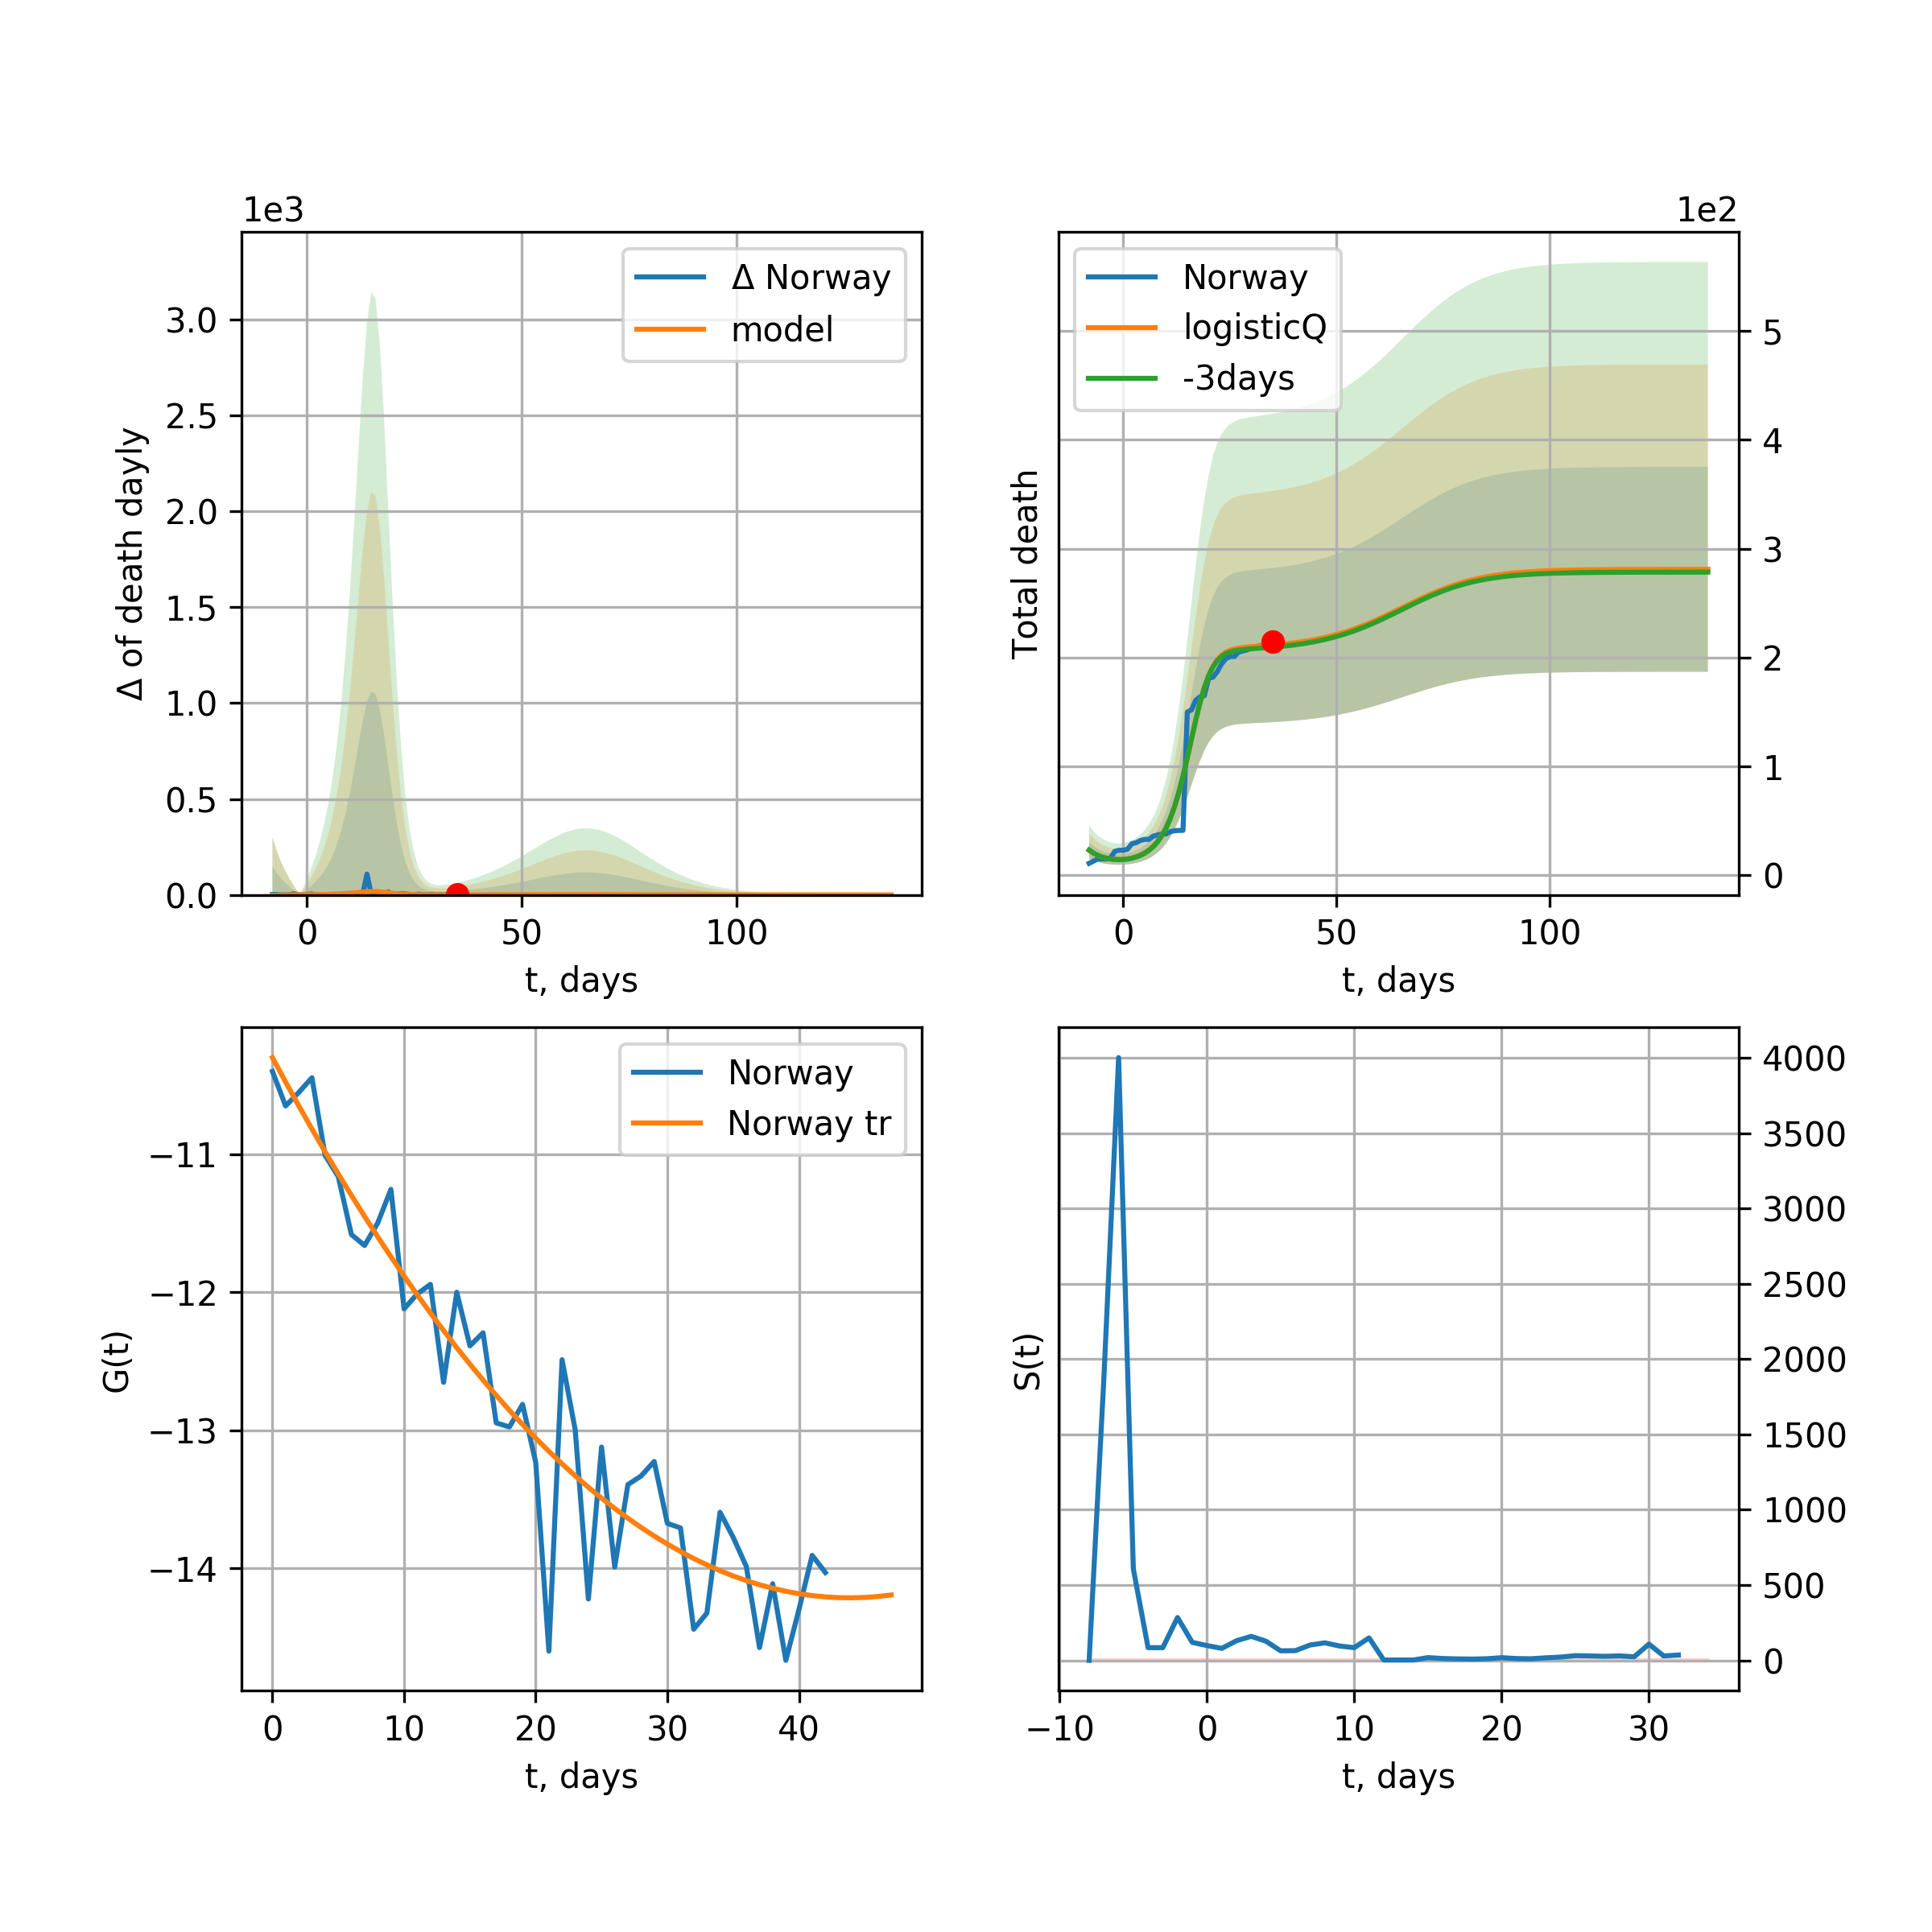 1e3
Δ Norway
model
3.0
2.5
2.0
1.5
1.0
0.5
0.0
Δ of death dayly
0 50 100
t, days
1e2
Norway
logisticQ
-3days
5
4
3
2
1
0
Total death
0 50 100
t, days
Norway
Norway tr
−11
−12
−13
−14
G(t)
0 10 20 30 40
t, days
4000
3500
3000
2500
2000
1500
1000
500
0
S(t)
−10 0 10 20 30
t, days